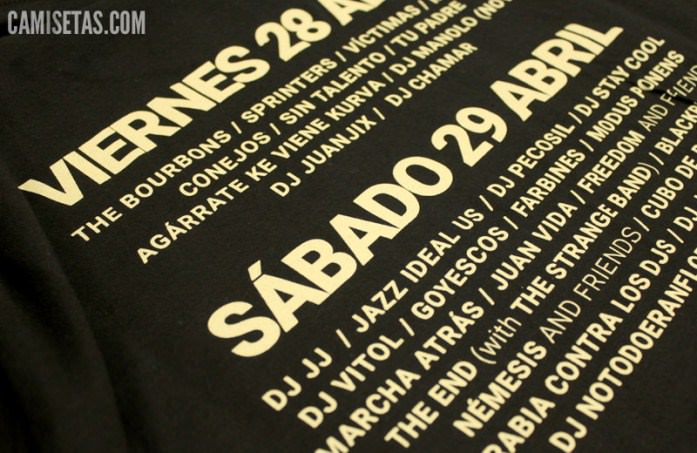 CAMISETAS.COM
VIERNES 28
THE BOURBONS / SPRINTERS / VÍCTIMAS /
CONEJOS / SIN TALENTO / TU PADRE
AGÁRRATE KE VIENE KURVA / DJ MANOLO
DJ JUANJIX / DJ CHAMAR
SÁBADO 29 ABRIL
DJ JJ / JAZZ IDEAL US / DJ PECOSIL / DJ STAY COOL
DJ VITOL / GOYESCOS / FARBINES / MODUS PONENS
MARCHA ATRÁS / JUAN VIDA / FREEDOM AND
THE END (with THE STRANGE BAND) /
NÉMESIS AND FRIENDS / CUBO DE
RABIA CONTRA LOS DJS /
DJ NOTODOERANFLO